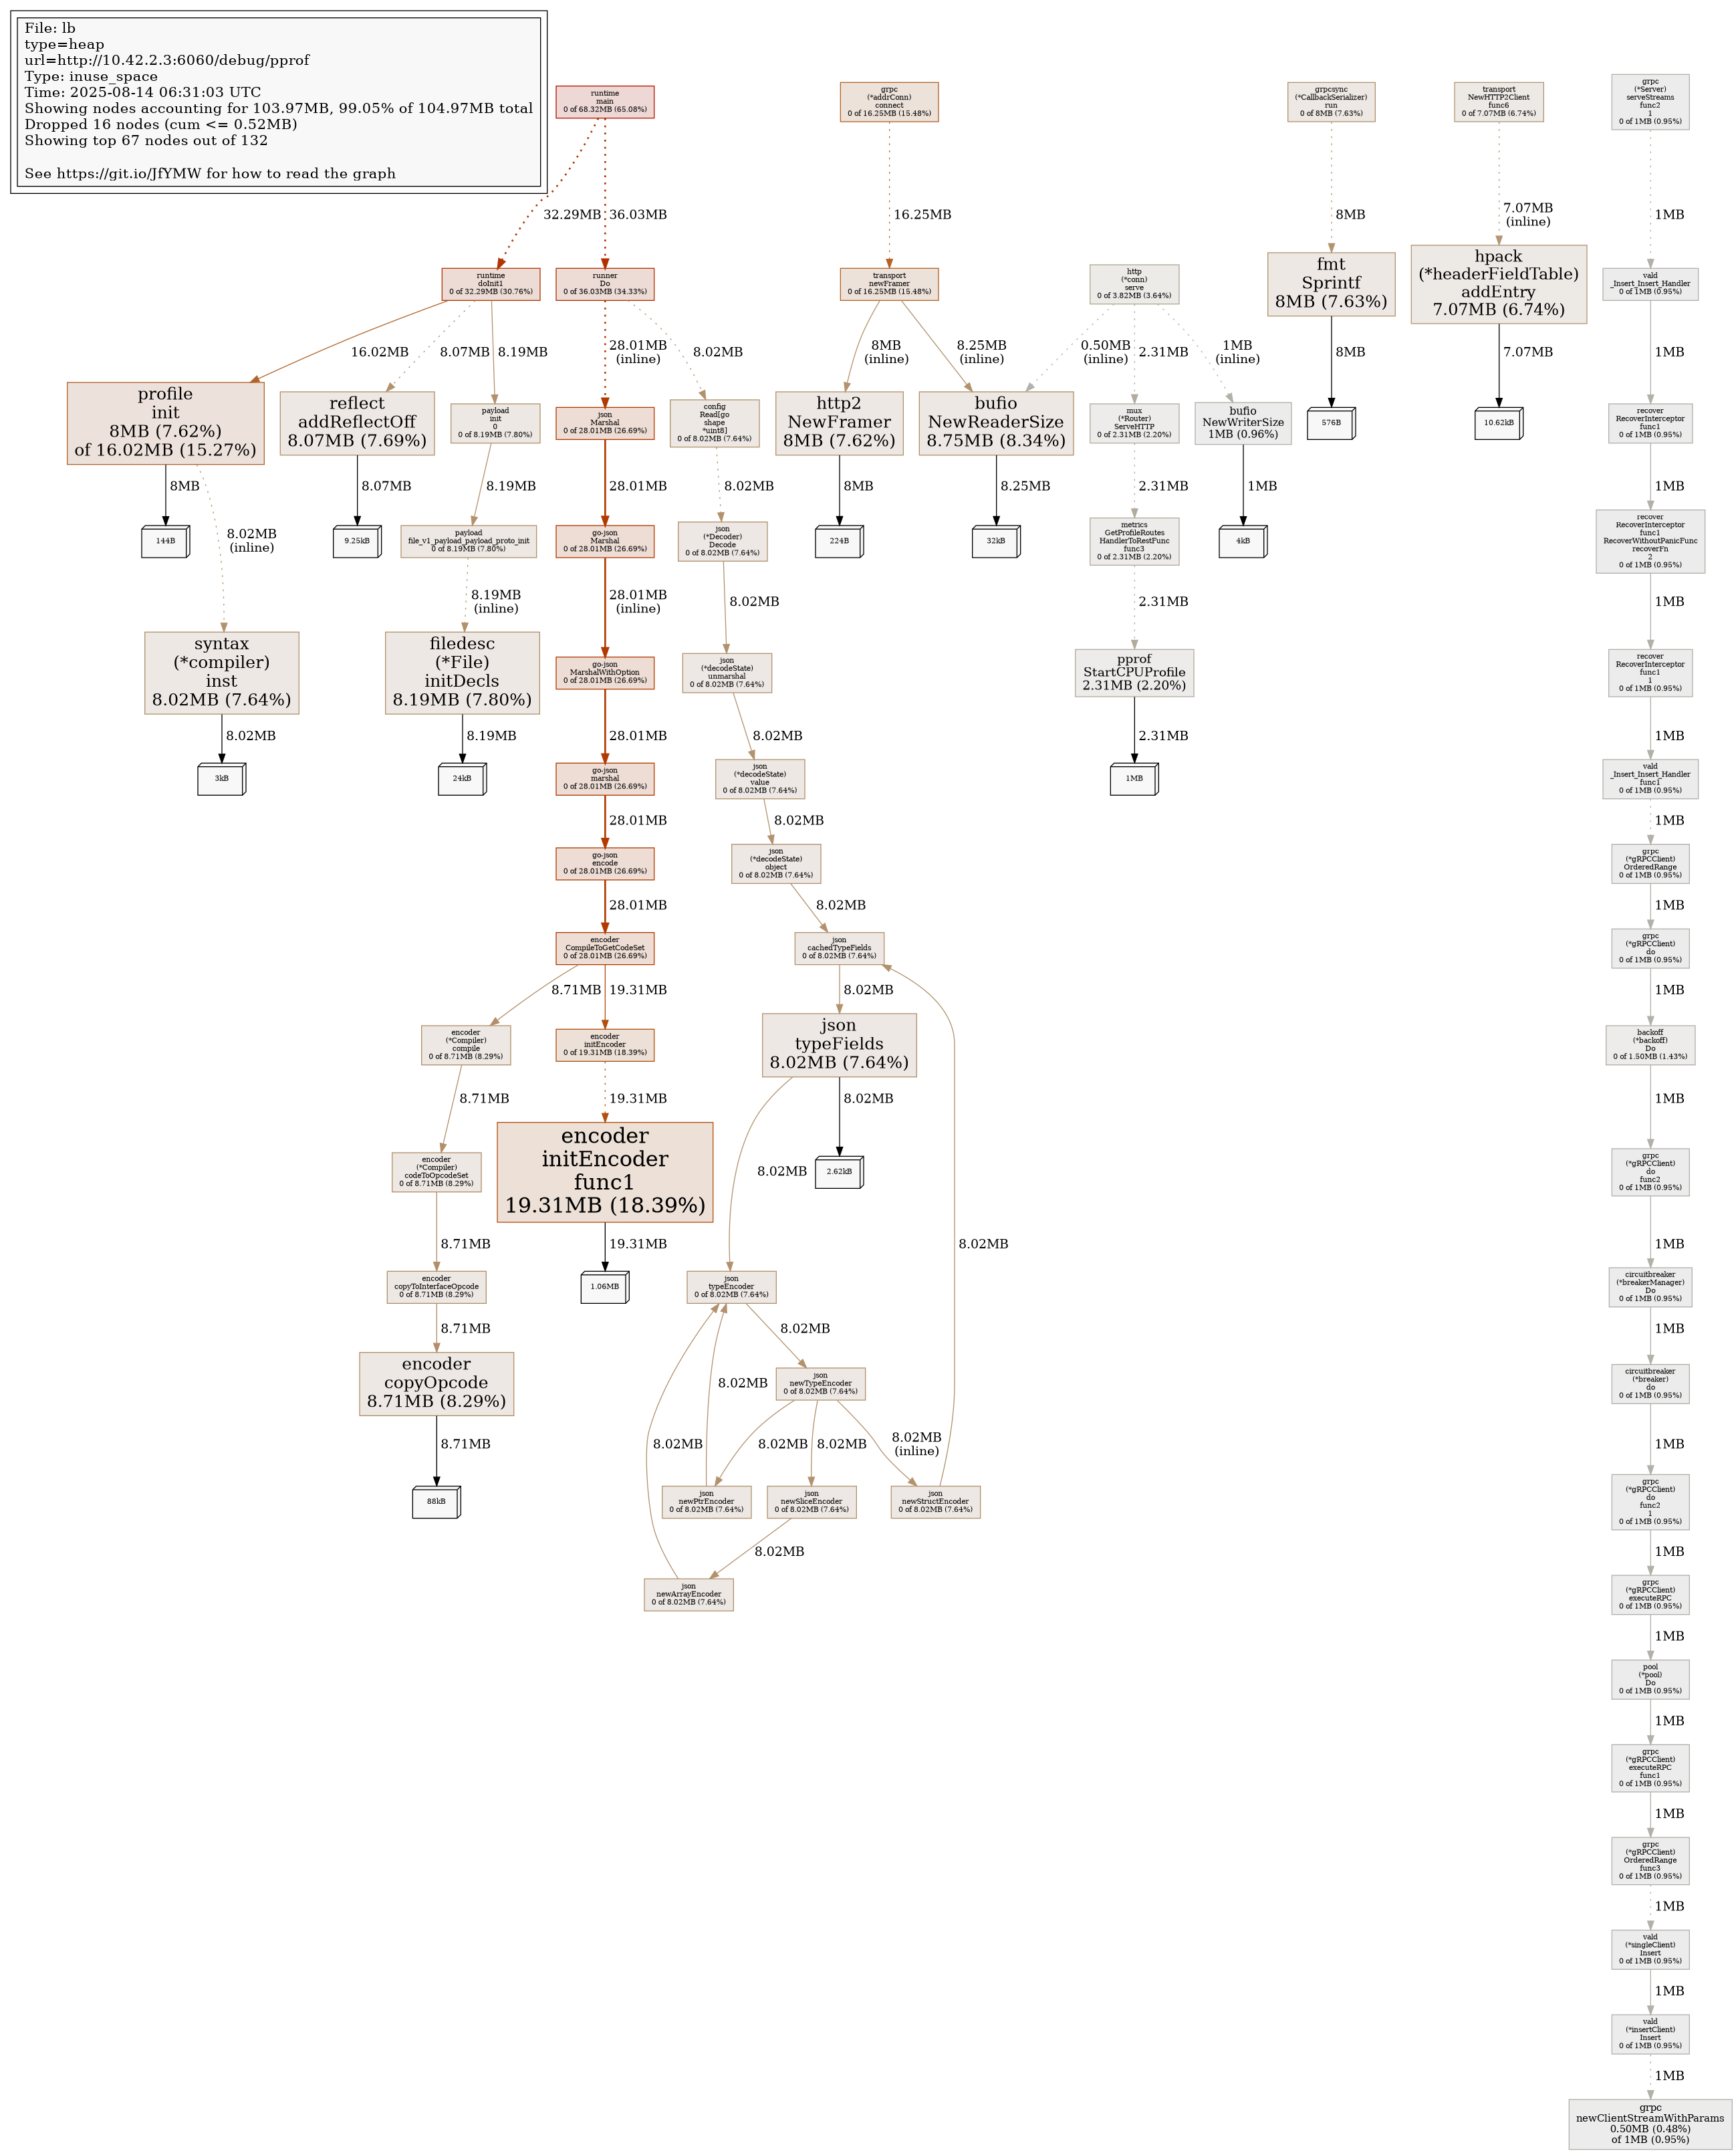 File: lb
type=heap
url=http://10.42.2.3:6060/debug/pprof
Type: inuse_space
Time: 2025-08-14 06:31:03 UTC
Showing nodes accounting for 103.97MB, 99.05% of 104.97MB total
Dropped 16 nodes (cum <= 0.52MB)
Showing top 67 nodes out of 132
See https://git.io/JfYMW for how to read the graph
runtime
main
0 of 68.32MB (65.08%)
grpc
(*addrConn)
connect
0 of 16.25MB (15.48%)
grpcsync
(*CallbackSerializer)
run
0 of 8MB (7.63%)
transport
NewHTTP2Client
func6
0 of 7.07MB (6.74%)
grpc
(*Server)
serveStreams
func2
1
0 of 1MB (0.95%)
32.29MB
36.03MB
16.25MB
8MB
7.07MB
(inline)
1MB
runtime
doInit1
0 of 32.29MB (30.76%)
runner
Do
0 of 36.03MB (34.33%)
transport
newFramer
0 of 16.25MB (15.48%)
http
(*conn)
serve
0 of 3.82MB (3.64%)
fmt
Sprintf
8MB (7.63%)
hpack
(*headerFieldTable)
addEntry
7.07MB (6.74%)
vald
_Insert_Insert_Handler
0 of 1MB (0.95%)
16.02MB
8.07MB
8.19MB
28.01MB
(inline)
8.02MB
8MB
(inline)
8.25MB
(inline)
0.50MB
(inline)
2.31MB
1MB
(inline)
8MB
7.07MB
1MB
profile
init
8MB (7.62%)
of 16.02MB (15.27%)
reflect
addReflectOff
8.07MB (7.69%)
payload
init
0
0 of 8.19MB (7.80%)
json
Marshal
0 of 28.01MB (26.69%)
config
Read[go
shape
*uint8]
0 of 8.02MB (7.64%)
http2
NewFramer
8MB (7.62%)
bufio
NewReaderSize
8.75MB (8.34%)
mux
(*Router)
ServeHTTP
0 of 2.31MB (2.20%)
bufio
NewWriterSize
1MB (0.96%)
576B
10.62kB
recover
RecoverInterceptor
func1
0 of 1MB (0.95%)
8MB
8.02MB
(inline)
8.07MB
8.19MB
28.01MB
8.02MB
8MB
8.25MB
2.31MB
1MB
1MB
144B
9.25kB
payload
file_v1_payload_payload_proto_init
0 of 8.19MB (7.80%)
go-json
Marshal
0 of 28.01MB (26.69%)
json
(*Decoder)
Decode
0 of 8.02MB (7.64%)
224B
32kB
metrics
GetProfileRoutes
HandlerToRestFunc
func3
0 of 2.31MB (2.20%)
4kB
recover
RecoverInterceptor
func1
RecoverWithoutPanicFunc
recoverFn
2
0 of 1MB (0.95%)
8.19MB
(inline)
28.01MB
(inline)
8.02MB
2.31MB
1MB
syntax
(*compiler)
inst
8.02MB (7.64%)
filedesc
(*File)
initDecls
8.19MB (7.80%)
go-json
MarshalWithOption
0 of 28.01MB (26.69%)
json
(*decodeState)
unmarshal
0 of 8.02MB (7.64%)
pprof
StartCPUProfile
2.31MB (2.20%)
recover
RecoverInterceptor
func1
1
0 of 1MB (0.95%)
8.02MB
8.19MB
28.01MB
8.02MB
2.31MB
1MB
3kB
24kB
go-json
marshal
0 of 28.01MB (26.69%)
json
(*decodeState)
value
0 of 8.02MB (7.64%)
1MB
vald
_Insert_Insert_Handler
func1
0 of 1MB (0.95%)
28.01MB
8.02MB
1MB
go-json
encode
0 of 28.01MB (26.69%)
json
(*decodeState)
object
0 of 8.02MB (7.64%)
grpc
(*gRPCClient)
OrderedRange
0 of 1MB (0.95%)
28.01MB
8.02MB
1MB
encoder
CompileToGetCodeSet
0 of 28.01MB (26.69%)
json
cachedTypeFields
0 of 8.02MB (7.64%)
grpc
(*gRPCClient)
do
0 of 1MB (0.95%)
8.71MB
19.31MB
8.02MB
1MB
encoder
(*Compiler)
compile
0 of 8.71MB (8.29%)
encoder
initEncoder
0 of 19.31MB (18.39%)
json
typeFields
8.02MB (7.64%)
backoff
(*backoff)
Do
0 of 1.50MB (1.43%)
8.71MB
19.31MB
8.02MB
1MB
encoder
(*Compiler)
codeToOpcodeSet
0 of 8.71MB (8.29%)
encoder
initEncoder
func1
19.31MB (18.39%)
8.02MB
2.62kB
grpc
(*gRPCClient)
do
func2
0 of 1MB (0.95%)
8.71MB
19.31MB
8.02MB
1MB
encoder
copyToInterfaceOpcode
0 of 8.71MB (8.29%)
1.06MB
json
typeEncoder
0 of 8.02MB (7.64%)
circuitbreaker
(*breakerManager)
Do
0 of 1MB (0.95%)
8.71MB
8.02MB
1MB
encoder
copyOpcode
8.71MB (8.29%)
8.02MB
json
newTypeEncoder
0 of 8.02MB (7.64%)
circuitbreaker
(*breaker)
do
0 of 1MB (0.95%)
8.71MB
8.02MB
8.02MB
8.02MB
8.02MB
(inline)
1MB
88kB
json
newPtrEncoder
0 of 8.02MB (7.64%)
json
newSliceEncoder
0 of 8.02MB (7.64%)
json
newStructEncoder
0 of 8.02MB (7.64%)
grpc
(*gRPCClient)
do
func2
1
0 of 1MB (0.95%)
8.02MB
1MB
json
newArrayEncoder
0 of 8.02MB (7.64%)
grpc
(*gRPCClient)
executeRPC
0 of 1MB (0.95%)
1MB
pool
(*pool)
Do
0 of 1MB (0.95%)
1MB
grpc
(*gRPCClient)
executeRPC
func1
0 of 1MB (0.95%)
1MB
grpc
(*gRPCClient)
OrderedRange
func3
0 of 1MB (0.95%)
1MB
vald
(*singleClient)
Insert
0 of 1MB (0.95%)
1MB
vald
(*insertClient)
Insert
0 of 1MB (0.95%)
1MB
grpc
newClientStreamWithParams
0.50MB (0.48%)
of 1MB (0.95%)